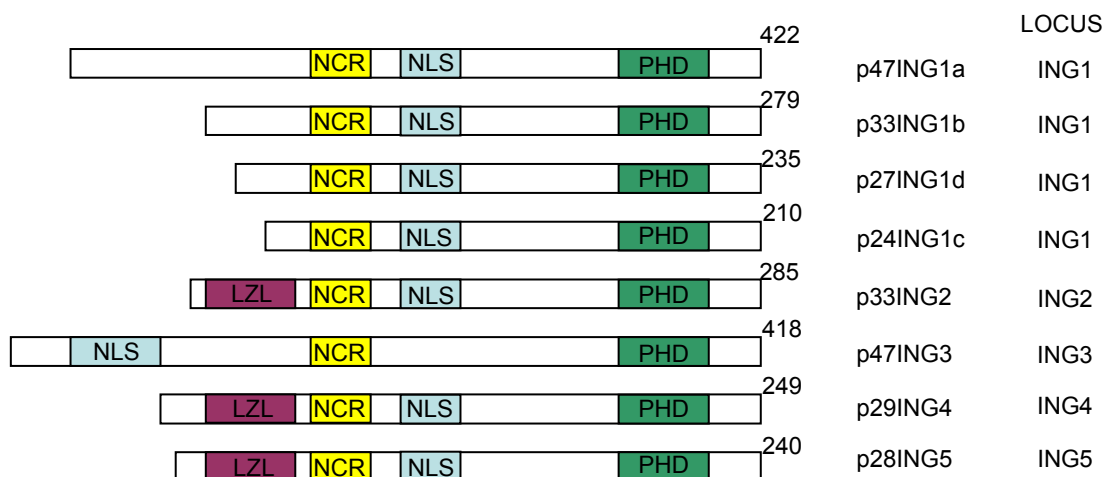 LOCUS
422
NCR NLS PHD p47ING1a ING1
279
NCR NLS PHD p33ING1b ING1
235
NCR NLS PHD p27ING1d ING1
210
NCR NLS PHD p24ING1c ING1
285
LZL NCR NLS PHD p33ING2 ING2
418
NLS NCR PHD p47ING3 ING3
249
LZL NCR NLS PHD p29ING4 ING4
240
LZL NCR NLS PHD p28ING5 ING5